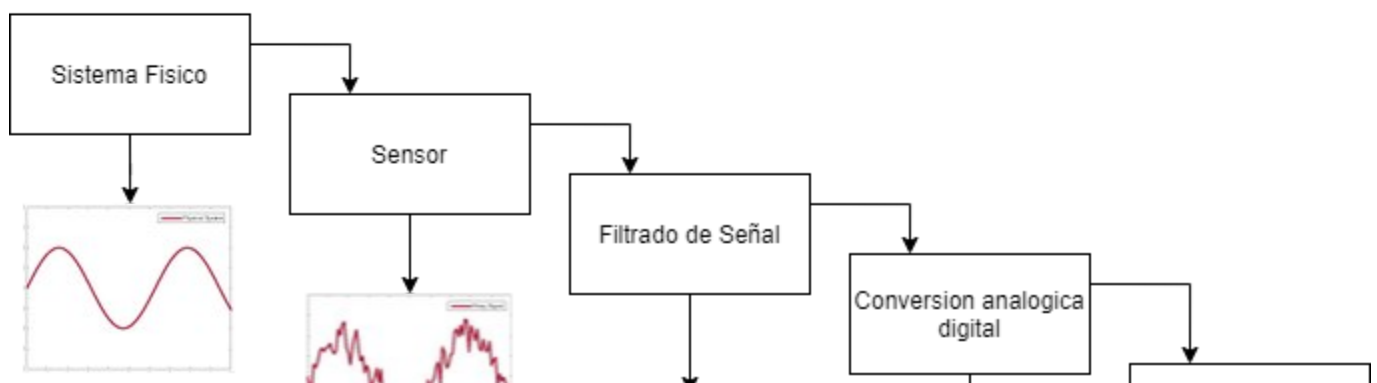 Sistema Fisico
Sensor
Filtrado de Señal
Conversion analogica
digital